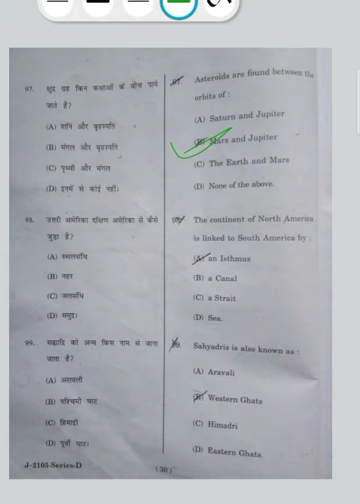 97. क्षुद्र ग्रह किन कक्षाओं के बीच पाये
जाते हैं?
(A) शनि और बृहस्पति
(B) मंगल और बृहस्पति
(C) पृथ्वी और मंगल
(D) इनमें से कोई नहीं।
98. उत्तरी अमेरिका दक्षिण अमेरिका से कैसे
जुड़ा है?
(A) स्थलसंधि
(B) नहर
(C) जलसंधि
(D) समुद्र।
99. सह्याद्रि को अन्य किस नाम से जाना
जाता है?
(A) अरावली
(B) पश्चिमी घाट
(C) हिमाद्री
(D) पूर्वी घाट।
J-2103-Series-D
97. Asteroids are found between the
orbits of :
(A) Saturn and Jupiter
(B) Mars and Jupiter
(C) The Earth and Mars
(D) None of the above.
98. The continent of North America
is linked to South America by :
(A) an Isthmus
(B) a Canal
(C) a Strait
(D) Sea.
99. Sahyadris is also known as :
(A) Aravali
(B) Western Ghats
(C) Himadri
(D) Eastern Ghats.
(30)